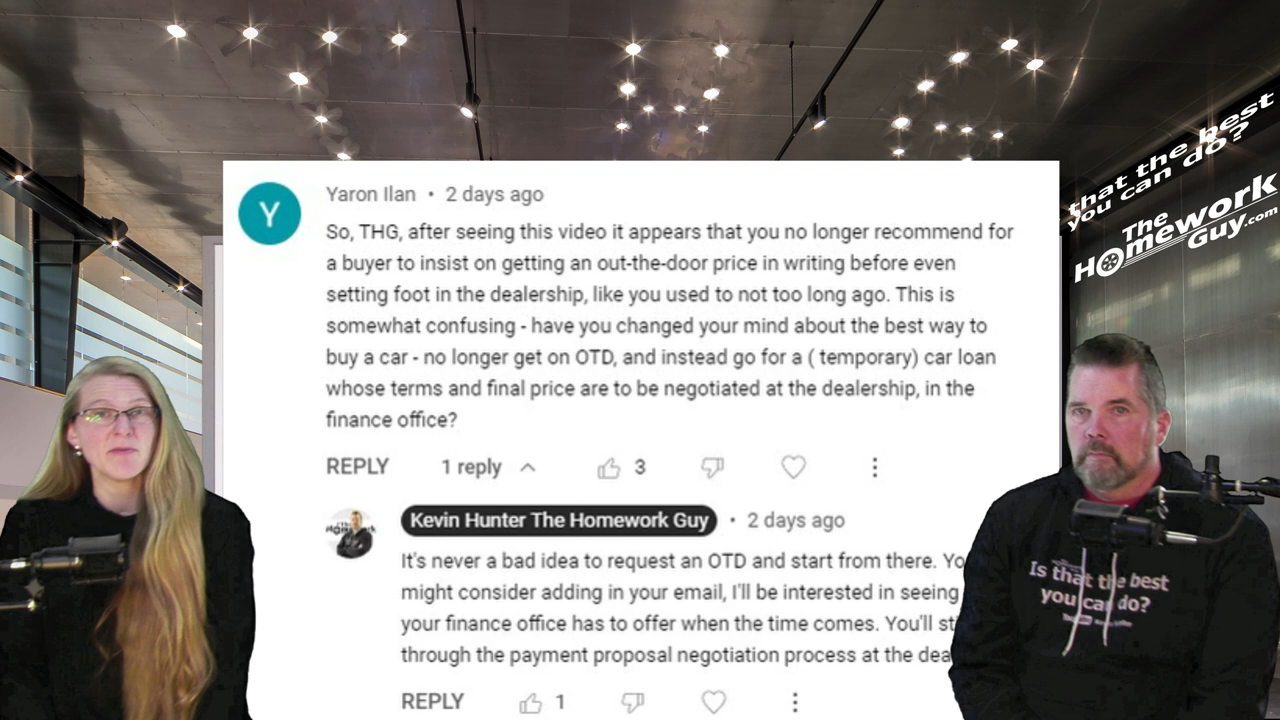 that the best
you can do?
The
Homework
Guy.com
Y
Yaron Ilan • 2 days ago
So, THG, after seeing this video it appears that you no longer recommend for
a buyer to insist on getting an out-the-door price in writing before even
setting foot in the dealership, like you used to not too long ago. This is
somewhat confusing - have you changed your mind about the best way to
buy a car - no longer get on OTD, and instead go for a ( temporary) car loan
whose terms and final price are to be negotiated at the dealership, in the
finance office?
REPLY 1 reply 3
Kevin Hunter The Homework Guy • 2 days ago
It's never a bad idea to request an OTD and start from there.
might consider adding in your email, I'll be interested in seeing
your finance office has to offer when the time comes. You'll
through the payment proposal negotiation process at the
REPLY 1
Is that the best
you can do?